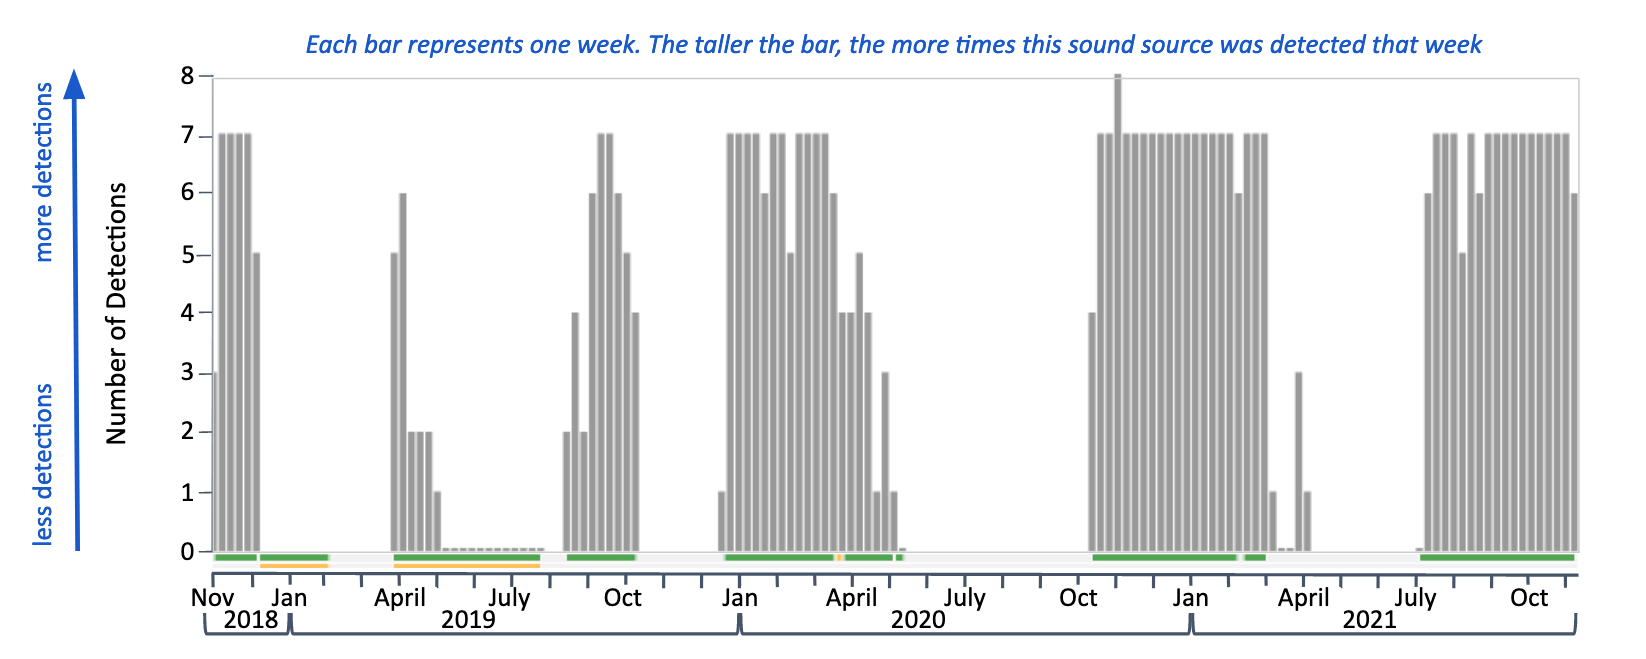 Each bar represents one week. The taller the bar, the more times this sound source was detected that week
more detections
less detections
Number of Detections
8
7
6
5
4
3
2
1
0
Nov Jan April July Oct Jan April July Oct Jan April July Oct
2018 2019 2020 2021